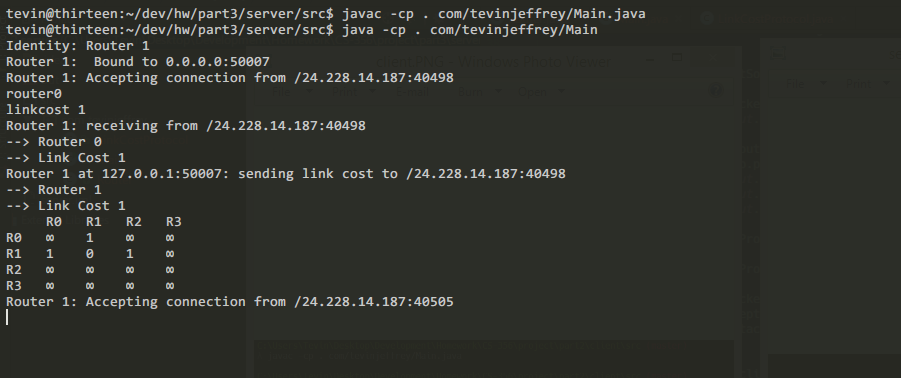 tevin@thirteen:~/dev/hw/part3/server/src$ javac -cp . com/tevinjeffrey/Main.java
tevin@thirteen:~/dev/hw/part3/server/src$ java -cp . com/tevinjeffrey/Main
Identity: Router 1
Router 1:  Bound to 0.0.0.0:50007
Router 1: Accepting connection from /24.228.14.187:40498
router0
linkcost 1
Router 1: receiving from /24.228.14.187:40498
--> Router 0
--> Link Cost 1
Router 1 at 127.0.0.1:50007: sending link cost to /24.228.14.187:40498
--> Router 1
--> Link Cost 1
     R0   R1   R2   R3
R0   ∞    1    ∞    ∞
R1   1    0    1    ∞
R2   ∞    ∞    ∞    ∞
R3   ∞    ∞    ∞    ∞
Router 1: Accepting connection from /24.228.14.187:40505